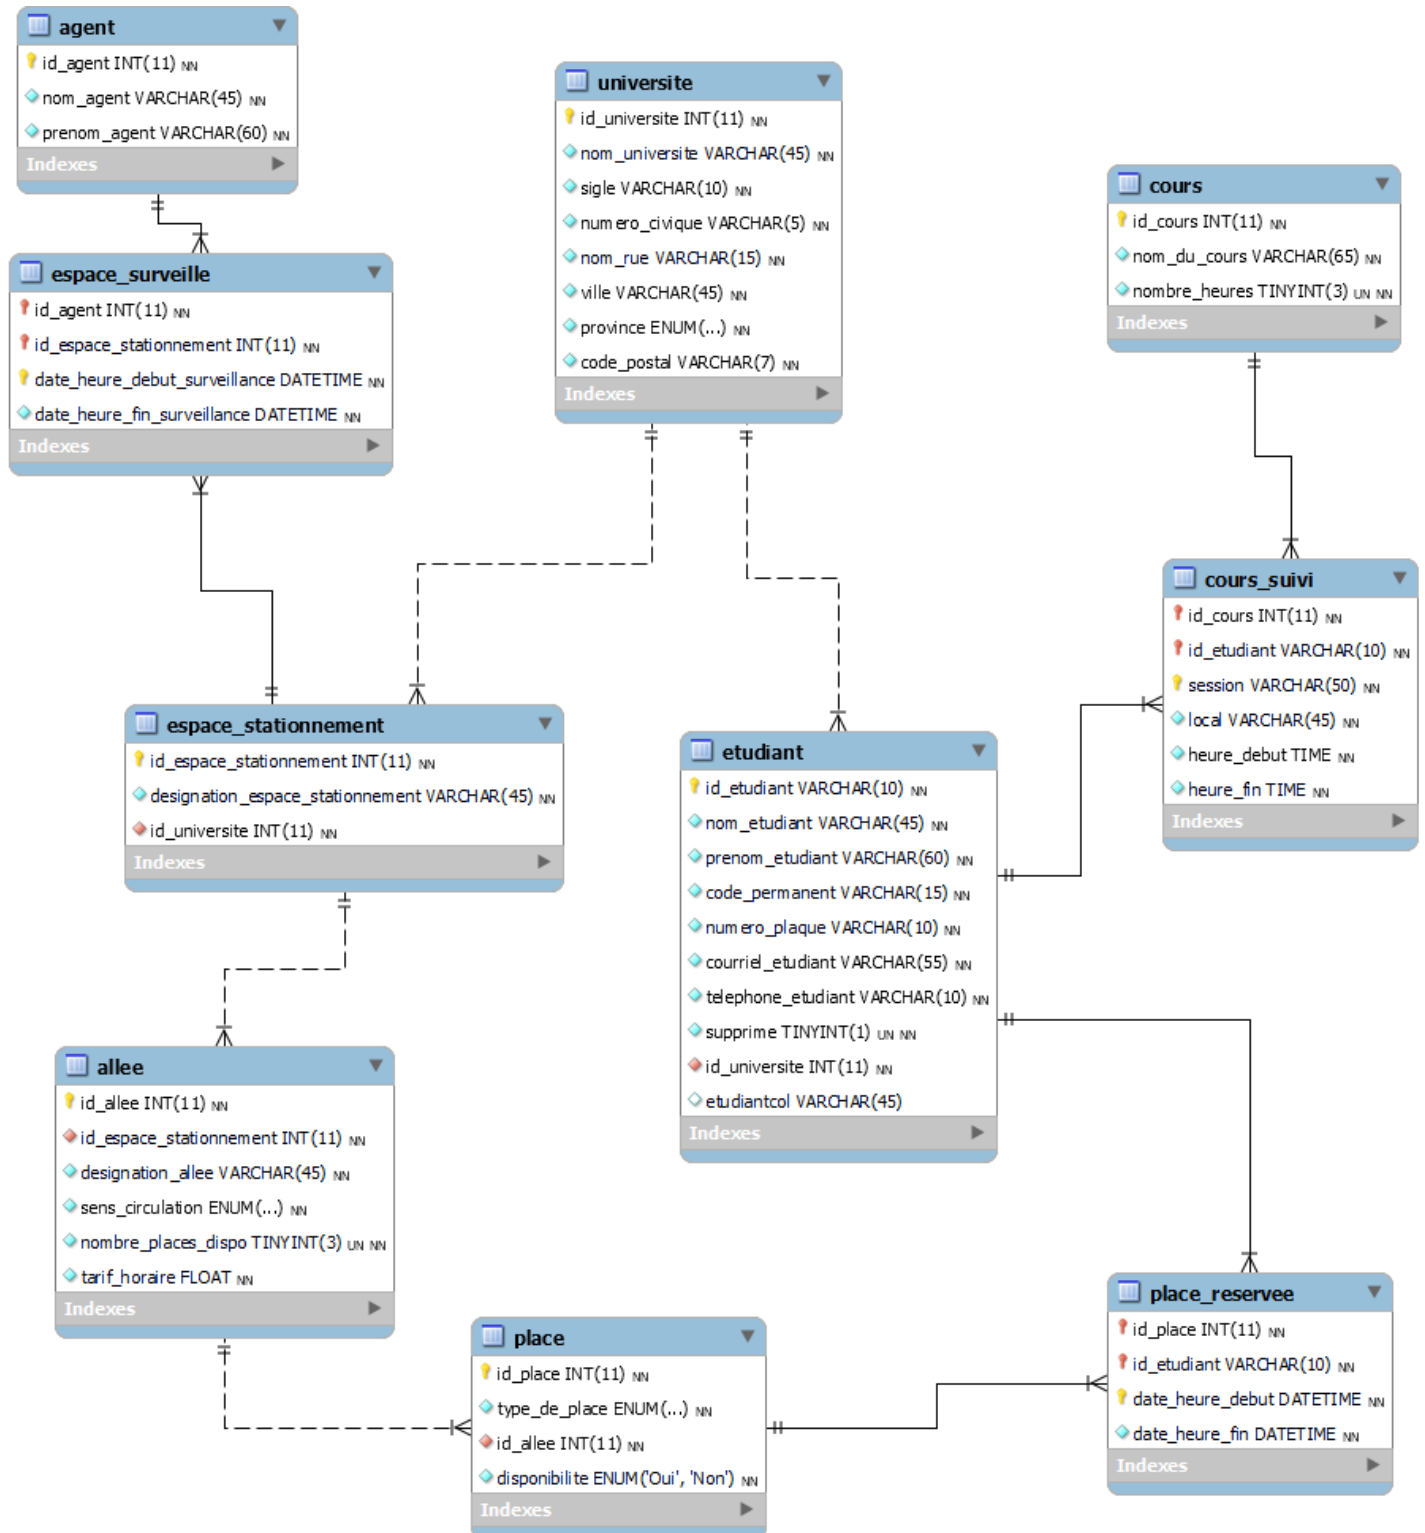 agent
id_agent INT(11) NN
nom_agent VARCHAR(45) NN
prenom_agent VARCHAR(60) NN
Indexes
universite
id_universite INT(11) NN
nom_universite VARCHAR(45) NN
sigle VARCHAR(10) NN
numero_civique VARCHAR(5) NN
nom_rue VARCHAR(15) NN
ville VARCHAR(45) NN
province ENUM(...) NN
code_postal VARCHAR(7) NN
Indexes
cours
id_cours INT(11) NN
nom_du_cours VARCHAR(65) NN
nombre_heures TINYINT(3) UN NN
Indexes
espace_surveille
id_agent INT(11) NN
id_espace_stationnement INT(11) NN
date_heure_debut_surveillance DATETIME NN
date_heure_fin_surveillance DATETIME NN
Indexes
cours_suivi
id_cours INT(11) NN
id_etudiant VARCHAR(10) NN
session VARCHAR(50) NN
local VARCHAR(45) NN
heure_debut TIME NN
heure_fin TIME NN
Indexes
espace_stationnement
id_espace_stationnement INT(11) NN
designation_espace_stationnement VARCHAR(45) NN
id_universite INT(11) NN
Indexes
etudiant
id_etudiant VARCHAR(10) NN
nom_etudiant VARCHAR(45) NN
prenom_etudiant VARCHAR(60) NN
code_permanent VARCHAR(15) NN
numero_plaque VARCHAR(10) NN
courriel_etudiant VARCHAR(55) NN
telephone_etudiant VARCHAR(10) NN
supprime TINYINT(1) UN NN
id_universite INT(11) NN
etudiantcol VARCHAR(45)
Indexes
allee
id_allee INT(11) NN
id_espace_stationnement INT(11) NN
designation_allee VARCHAR(45) NN
sens_circulation ENUM(...) NN
nombre_places_dispo TINYINT(3) UN NN
tarif_horaire FLOAT NN
Indexes
place
id_place INT(11) NN
type_de_place ENUM(...) NN
id_allee INT(11) NN
disponibilite ENUM('Oui', 'Non') NN
Indexes
place_reservee
id_place INT(11) NN
id_etudiant VARCHAR(10) NN
date_heure_debut DATETIME NN
date_heure_fin DATETIME NN
Indexes